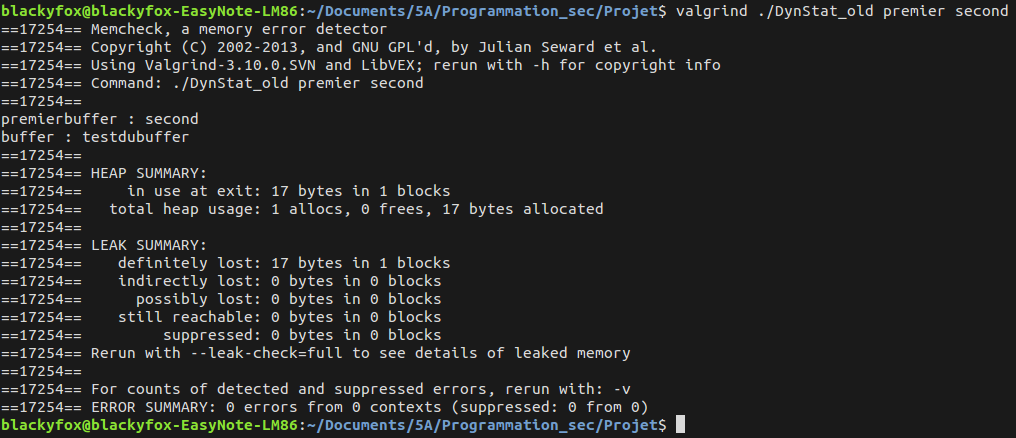 blackyfox@blackyfox-EasyNote-LM86:~/Documents/5A/Programmation_sec/Projet$ valgrind ./DynStat_old premier second
==17254== Memcheck, a memory error detector
==17254== Copyright (C) 2002-2013, and GNU GPL'd, by Julian Seward et al.
==17254== Using Valgrind-3.10.0.SVN and LibVEX; rerun with -h for copyright info
==17254== Command: ./DynStat_old premier second
==17254==
premierbuffer : second
buffer : testdubuffer
==17254==
==17254== HEAP SUMMARY:
==17254==     in use at exit: 17 bytes in 1 blocks
==17254==   total heap usage: 1 allocs, 0 frees, 17 bytes allocated
==17254==
==17254== LEAK SUMMARY:
==17254==    definitely lost: 17 bytes in 1 blocks
==17254==    indirectly lost: 0 bytes in 0 blocks
==17254==      possibly lost: 0 bytes in 0 blocks
==17254==    still reachable: 0 bytes in 0 blocks
==17254==         suppressed: 0 bytes in 0 blocks
==17254== Rerun with --leak-check=full to see details of leaked memory
==17254==
==17254== For counts of detected and suppressed errors, rerun with: -v
==17254== ERROR SUMMARY: 0 errors from 0 contexts (suppressed: 0 from 0)
blackyfox@blackyfox-EasyNote-LM86:~/Documents/5A/Programmation_sec/Projet$